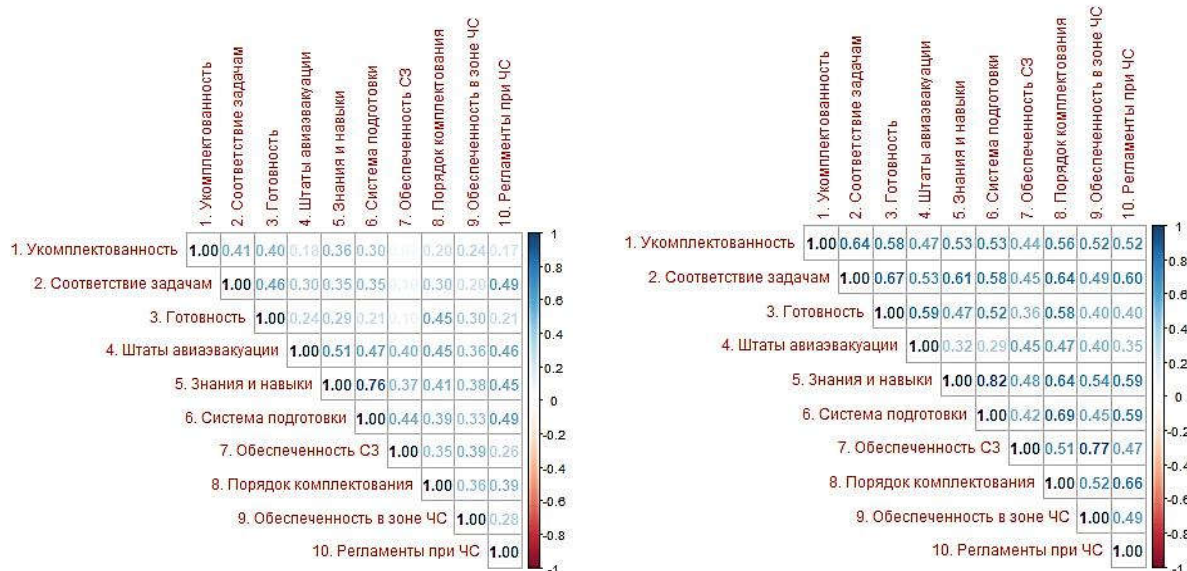 1. Укомплектованность
2. Соответствие задачам
3. Готовность
4. Штаты авиаэвакуации
5. Знания и навыки
6. Система подготовки
7. Обеспеченность СЗ
8. Порядок комплектования
9. Обеспеченность в зоне ЧС
10. Регламенты при ЧС
1. Укомплектованность 1.00 0.41 0.40 0.18 0.36 0.30 0.20 0.24 0.17
2. Соответствие задачам 1.00 0.46 0.30 0.35 0.35 0.30 0.20 0.49
3. Готовность 1.00 0.24 0.29 0.21 0.10 0.45 0.30 0.21
4. Штаты авиаэвакуации 1.00 0.51 0.47 0.40 0.45 0.36 0.46
5. Знания и навыки 1.00 0.76 0.37 0.41 0.38 0.45
6. Система подготовки 1.00 0.44 0.39 0.33 0.49
7. Обеспеченность СЗ 1.00 0.35 0.39 0.26
8. Порядок комплектования 1.00 0.36 0.39
9. Обеспеченность в зоне ЧС 1.00 0.28
10. Регламенты при ЧС 1.00
1
0.8
0.6
0.4
0.2
0
-0.2
-0.4
-0.6
-0.8
-1
1. Укомплектованность
2. Соответствие задачам
3. Готовность
4. Штаты авиаэвакуации
5. Знания и навыки
6. Система подготовки
7. Обеспеченность СЗ
8. Порядок комплектования
9. Обеспеченность в зоне ЧС
10. Регламенты при ЧС
1. Укомплектованность 1.00 0.64 0.58 0.47 0.53 0.53 0.44 0.56 0.52 0.52
2. Соответствие задачам 1.00 0.67 0.53 0.61 0.58 0.45 0.64 0.49 0.60
3. Готовность 1.00 0.59 0.47 0.52 0.36 0.58 0.40 0.40
4. Штаты авиаэвакуации 1.00 0.32 0.29 0.45 0.47 0.40 0.35
5. Знания и навыки 1.00 0.82 0.48 0.64 0.54 0.59
6. Система подготовки 1.00 0.42 0.69 0.45 0.59
7. Обеспеченность СЗ 1.00 0.51 0.77 0.47
8. Порядок комплектования 1.00 0.52 0.66
9. Обеспеченность в зоне ЧС 1.00 0.49
10. Регламенты при ЧС 1.00
1
0.8
0.6
0.4
0.2
0
-0.2
-0.4
-0.6
-0.8
-1